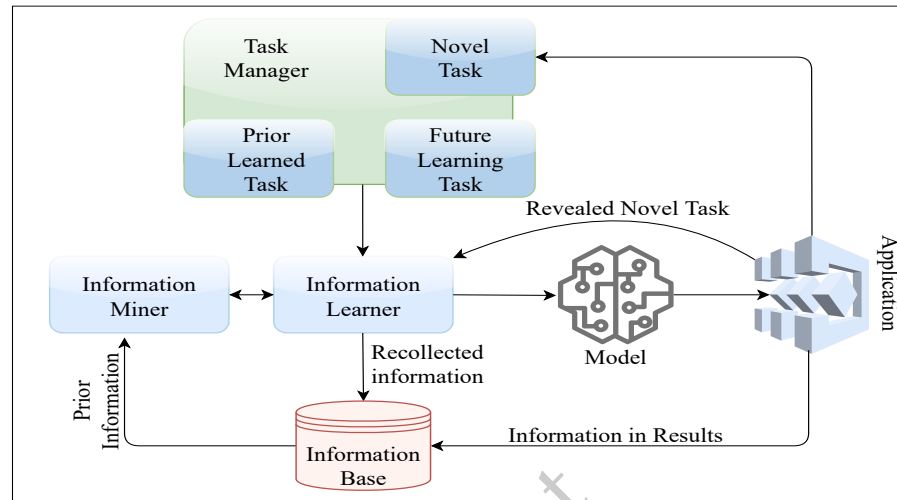 Task
Manager
Novel
Task
Prior
Learned
Task
Future
Learning
Task
Revealed Novel Task
Application
Information
Miner
Information
Learner
Model
Recollected
information
Prior
Information
Information in Results
Information
Base
t